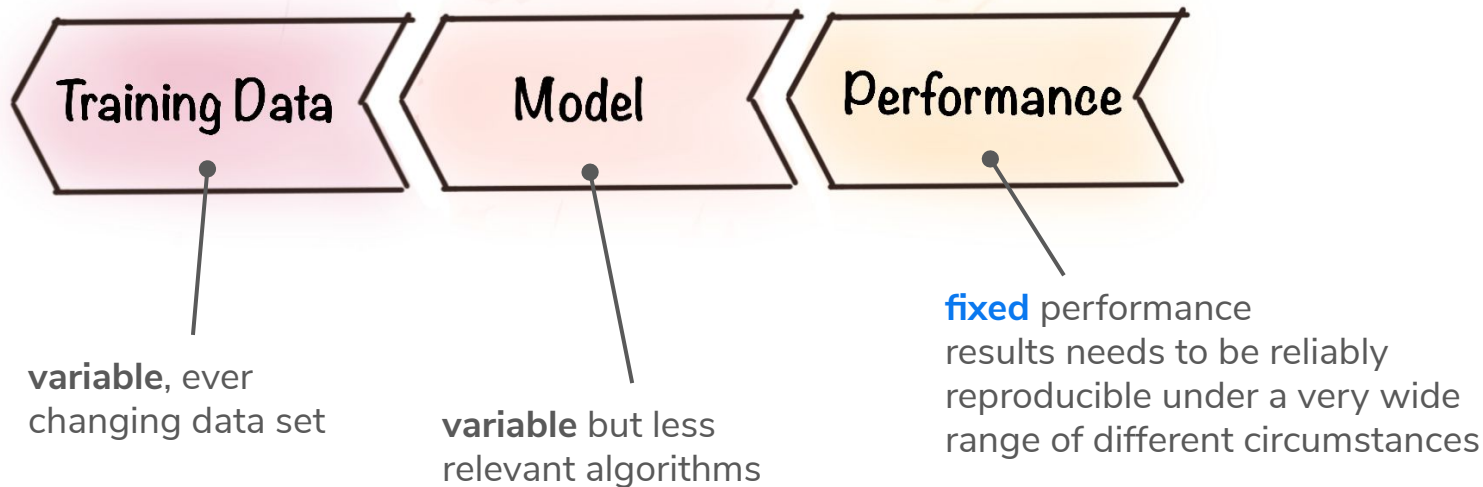 Training Data
Model
Performance
variable, ever
changing data set
variable but less
relevant algorithms
fixed performance
results needs to be reliably
reproducible under a very wide
range of different circumstances